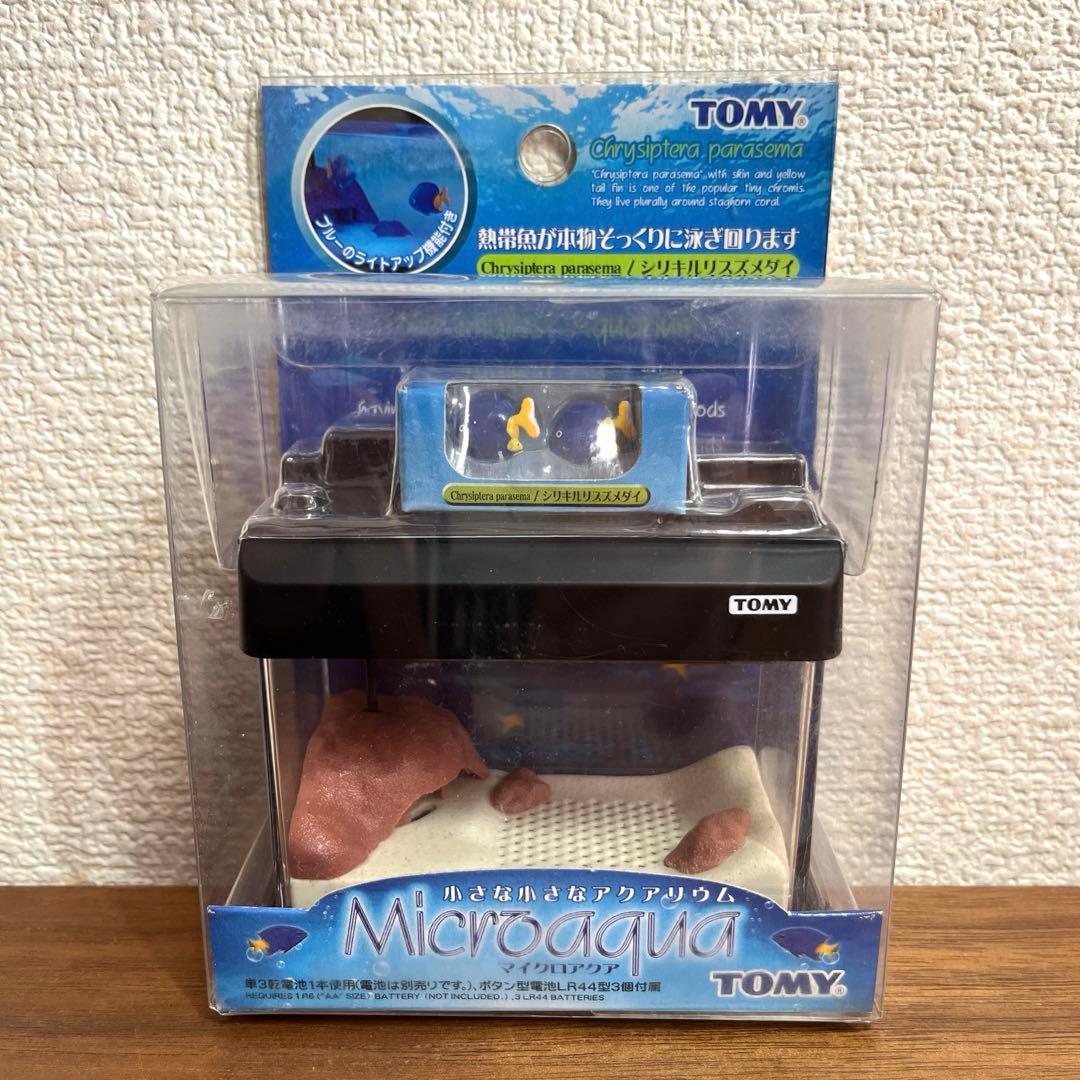 TOMY®
Chrysiptera parasema
"Chrysiptera parasema" with skin and yellow
tail fin is one of the popular tiny chromis.
They live plurally around staghorn coral.
ブルーのライトアップ機能付き
熱帯魚が本物そっくりに泳ぎ回ります
Chrysiptera parasema / シリキルリスズメダイ
aquarium
Chrysiptera parasema / シリキルリスズメダイ
TOMY
小さな小さなアクアリウム
Microaqua
マイクロアクア
単3乾電池1本使用(電池は別売りです。)、ボタン型電池LR44型3個付属
REQUIRES 1 R6 ("AA" SIZE) BATTERY (NOT INCLUDED.) ,3 LR44 BATTERIES
TOMY®